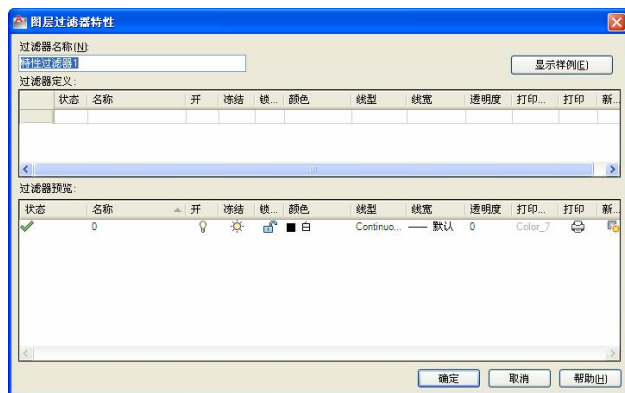 图层过滤器特性
过滤器名称(N):
特性过滤器1
显示样例(E)
过滤器定义:
状态 名称 开 冻结 锁... 颜色 线型 线宽 透明度 打印... 打印 新...
过滤器预览:
状态 名称 开 冻结 锁... 颜色 线型 线宽 透明度 打印... 打印 新...
0 白 Continuo... 默认 0 Color_7
确定 取消 帮助(H)